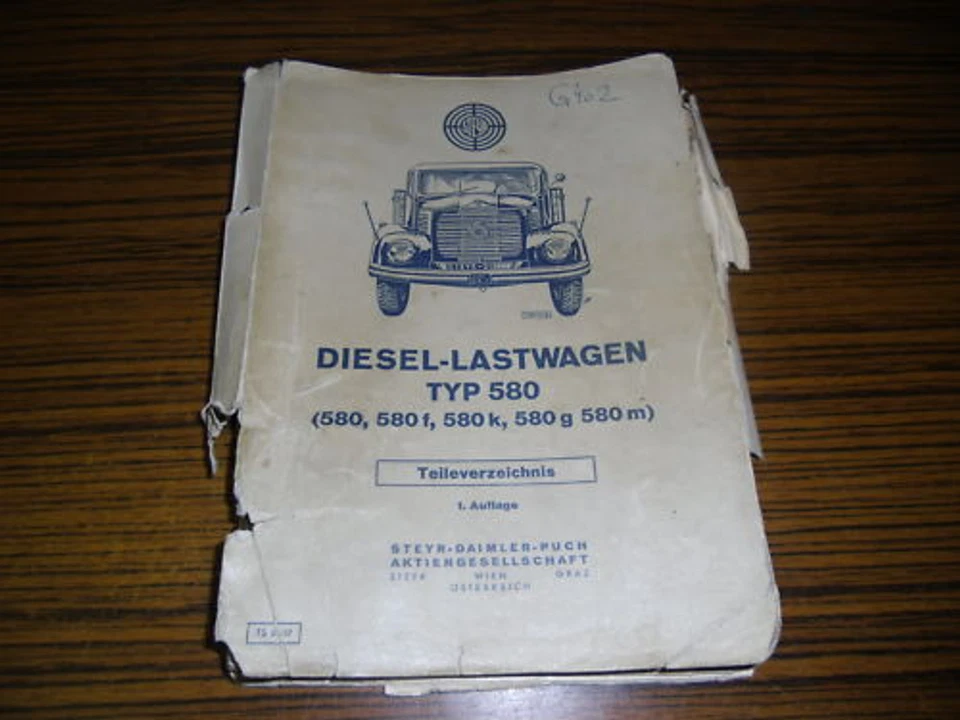 DIESEL-LASTWAGEN
TYP 580
(580, 580 f, 580 k, 580 g 580 m)
Teileverzeichnis
1. Auflage
STEYR-DAIMLER-PUCH
AKTIENGESELLSCHAFT
STEYR WIEN GRAZ
ÖSTERREICH